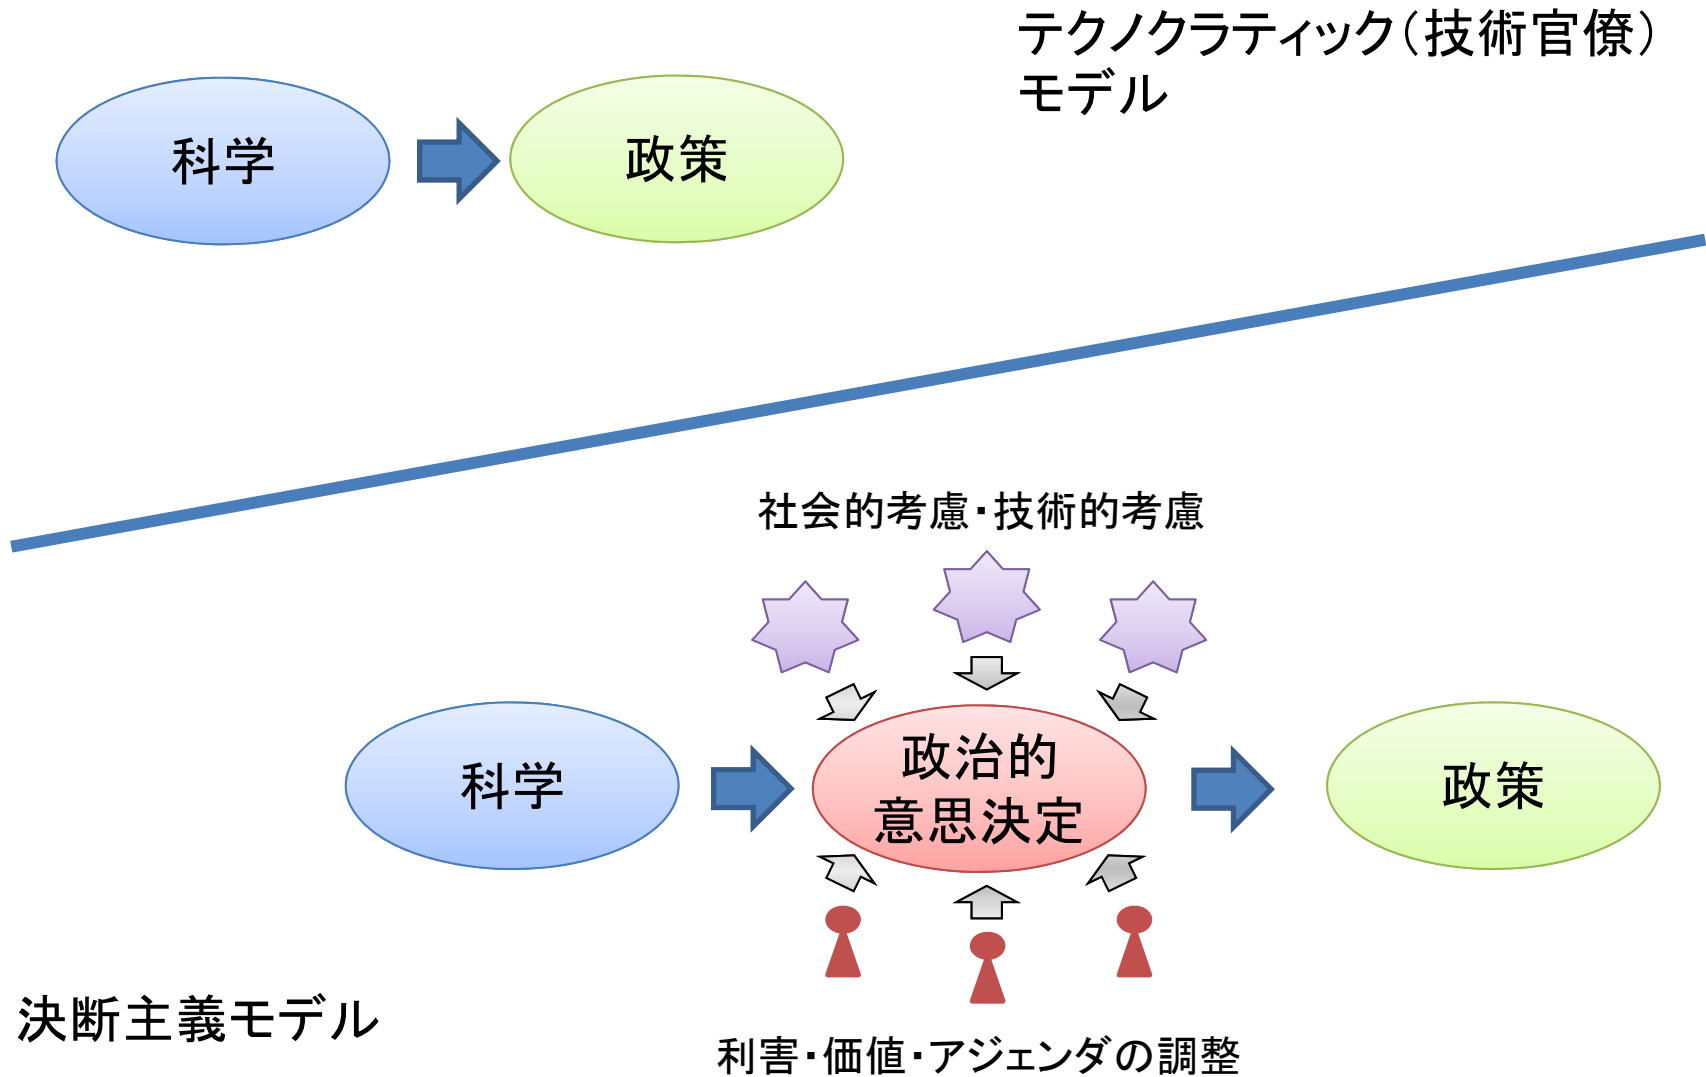 テクノクラティック（技術官僚）
モデル
科学
政策
社会的考慮・技術的考慮
科学
政治的
意思決定
政策
決断主義モデル
利害・価値・アジェンダの調整